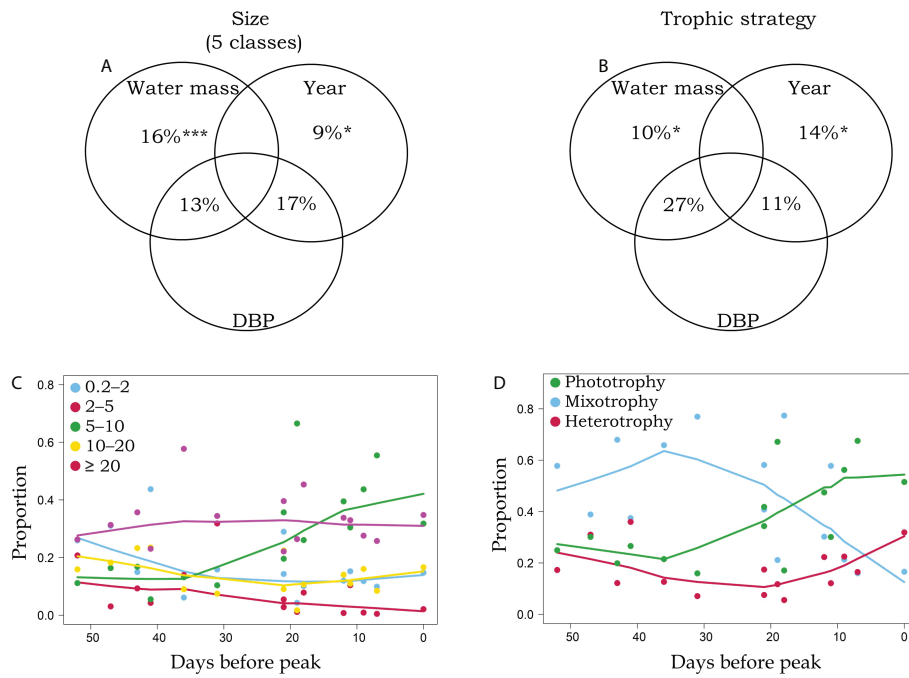 Size
(5 classes)
Trophic strategy
A
Water mass
Year
16%***
9%*
13%
17%
DBP
B
Water mass
Year
10%*
14%*
27%
11%
DBP
C
0.2–2
2–5
5–10
10–20
≥ 20
0.8
0.6
0.4
0.2
0.0
Proportion
50
40
30
20
10
0
Days before peak
D
Phototrophy
Mixotrophy
Heterotrophy
0.8
0.6
0.4
0.2
0.0
Proportion
50
40
30
20
10
0
Days before peak